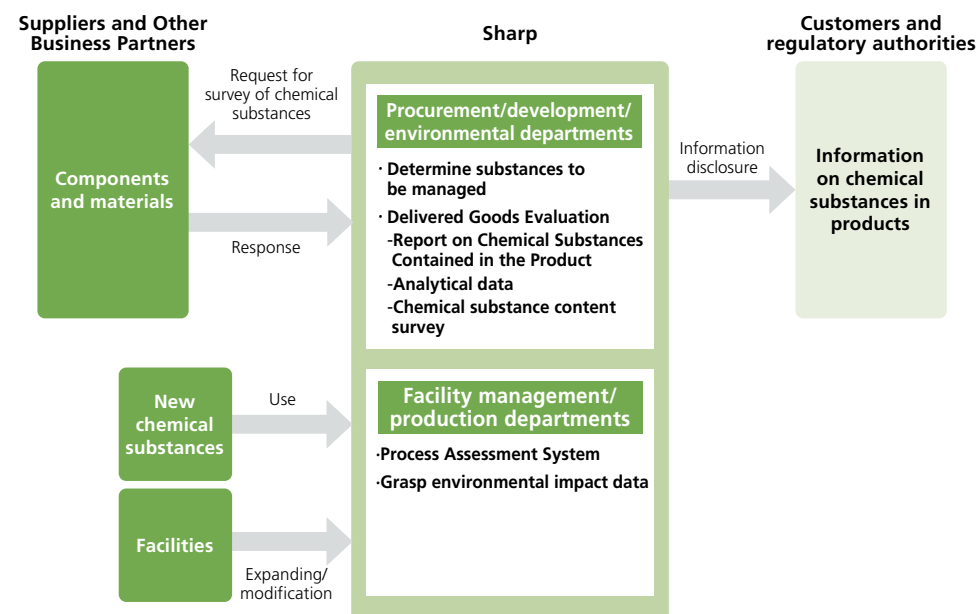 Suppliers and Other
Business Partners
Sharp
Customers and
regulatory authorities
Components
and materials
Request for
survey of chemical
substances
Response
Procurement/development/
environmental departments
· Determine substances to
be managed
· Delivered Goods Evaluation
-Report on Chemical Substances
Contained in the Product
-Analytical data
-Chemical substance content
survey
Information
disclosure
Information
on chemical
substances in
products
New
chemical
substances
Use
Facilities
Expanding/
modification
Facility management/
production departments
·Process Assessment System
·Grasp environmental impact data